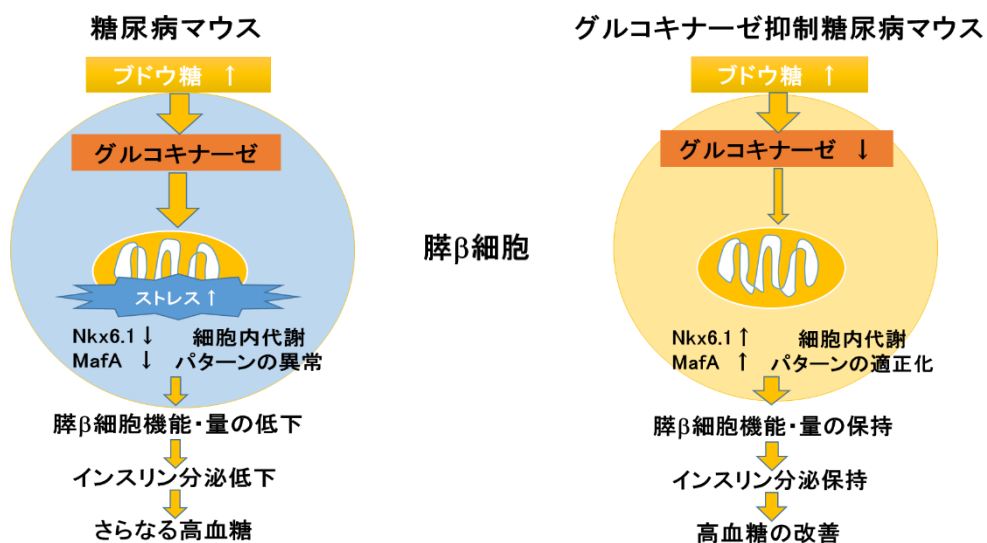 糖尿病マウス
ブドウ糖 ↑
グルコキナーゼ
ストレス↑
Nkx6.1↓ 細胞内代謝
MafA ↓ パターンの異常
膵β細胞機能・量の低下
インスリン分泌低下
さらなる高血糖
膵β細胞
グルコキナーゼ抑制糖尿病マウス
ブドウ糖 ↑
グルコキナーゼ ↓
Nkx6.1↑ 細胞内代謝
MafA ↑ パターンの適正化
膵β細胞機能・量の保持
インスリン分泌保持
高血糖の改善